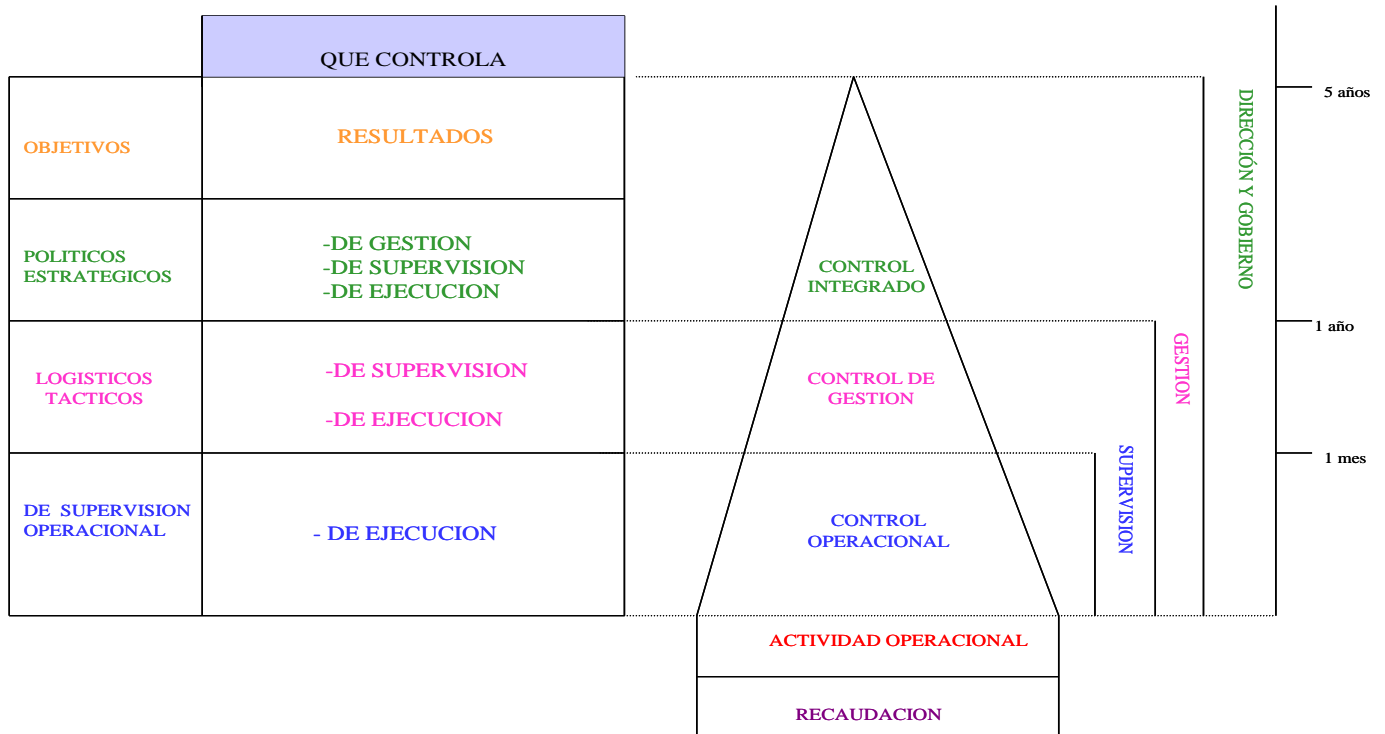 QUE CONTROLA
OBJETIVOS
RESULTADOS
POLITICOS
ESTRATEGICOS
-DE GESTION
-DE SUPERVISION
-DE EJECUCION
LOGISTICOS
TACTICOS
-DE SUPERVISION
-DE EJECUCION
DE SUPERVISION
OPERACIONAL
- DE EJECUCION
CONTROL
INTEGRADO
CONTROL DE
GESTION
CONTROL
OPERACIONAL
ACTIVIDAD OPERACIONAL
RECAUDACION
SUPERVISION
GESTION
DIRECCIÓN Y GOBIERNO
5 años
1 año
1 mes